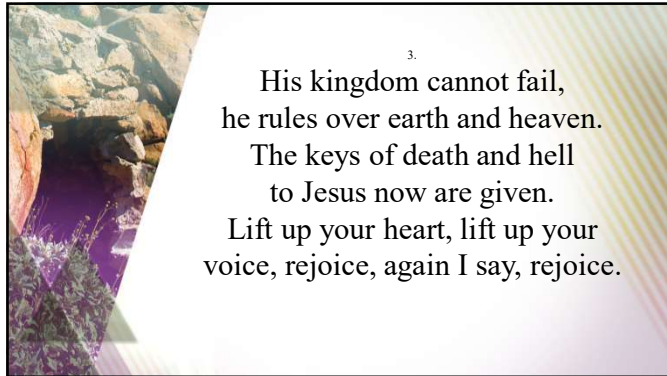 3.
His kingdom cannot fail,
he rules over earth and heaven.
The keys of death and hell
to Jesus now are given.
Lift up your heart, lift up your
voice, rejoice, again I say, rejoice.